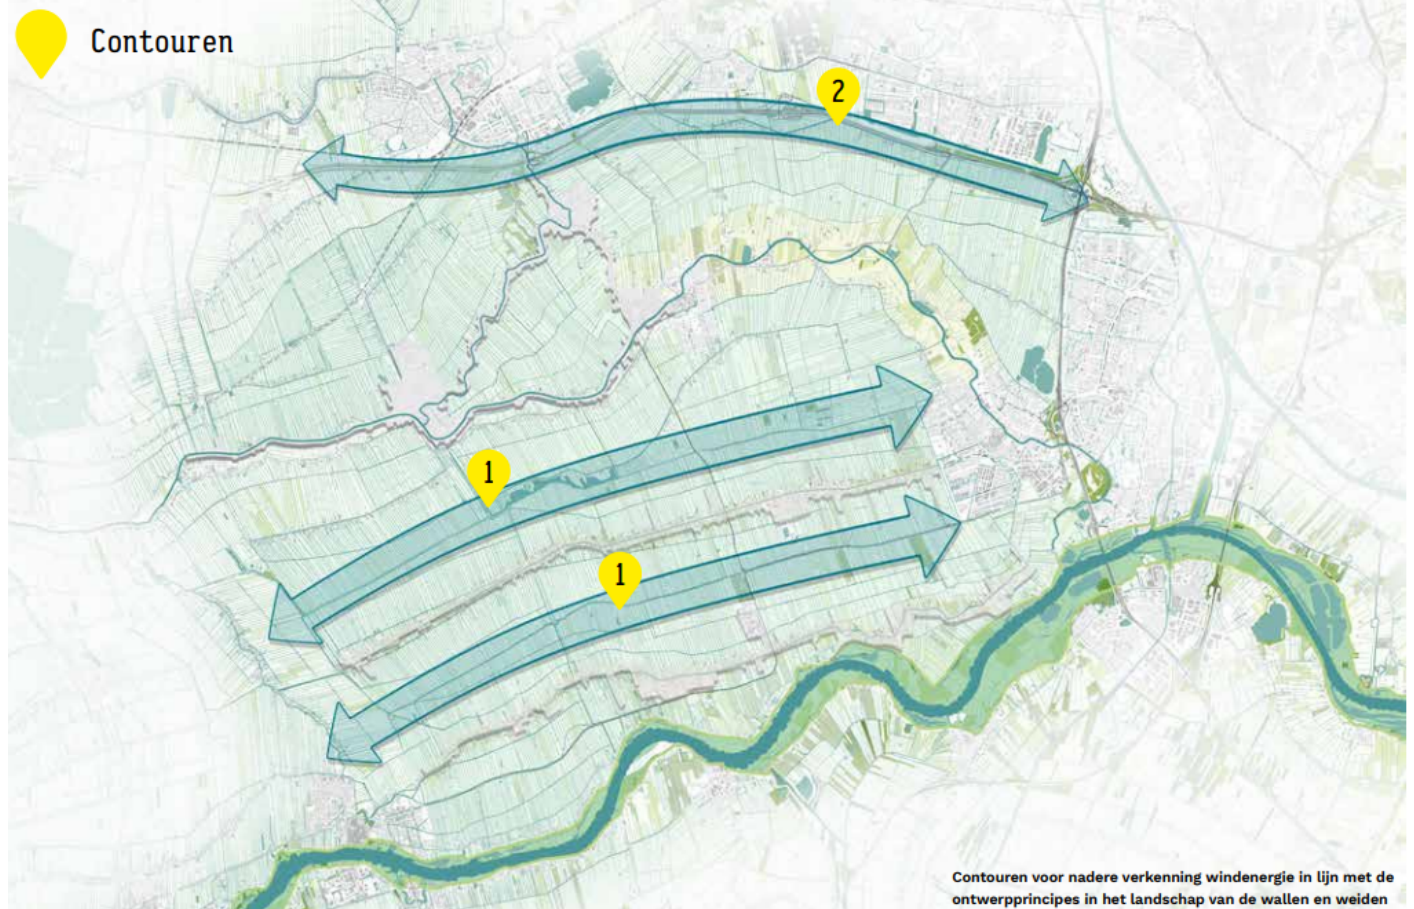 Contouren
2
1
1
Contouren voor nadere verkenning windenergie in lijn met de
ontwerpprincipes in het landschap van de wallen en weiden